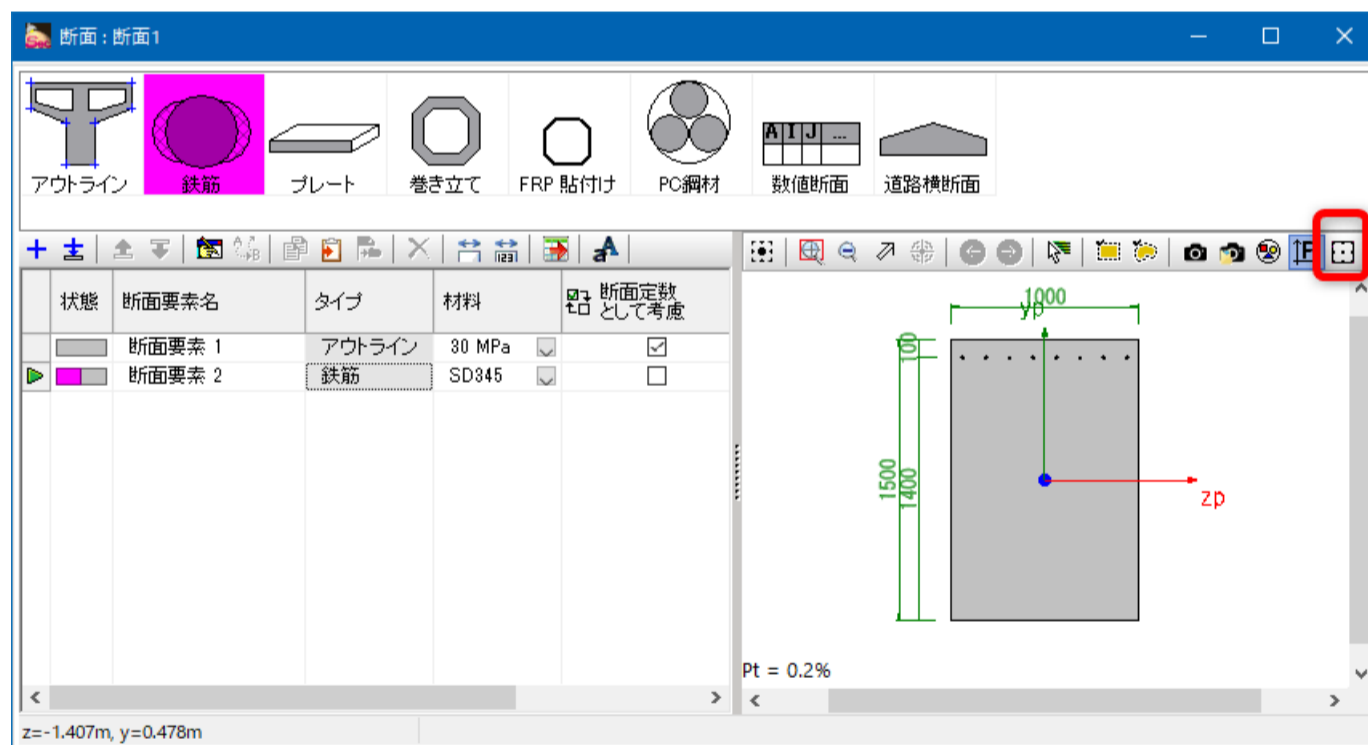 断面 : 断面1
A I J ...
アウトライン 鉄筋 プレート 巻き立て FRP 貼付け PC鋼材 数値断面 道路横断面
状態 断面要素名 タイプ 材料 断面定数
として考慮
断面要素 1 アウトライン 30 MPa
断面要素 2 鉄筋 SD345
1000
yp
100
1500
1400
zp
Pt = 0.2%
z=-1.407m, y=0.478m